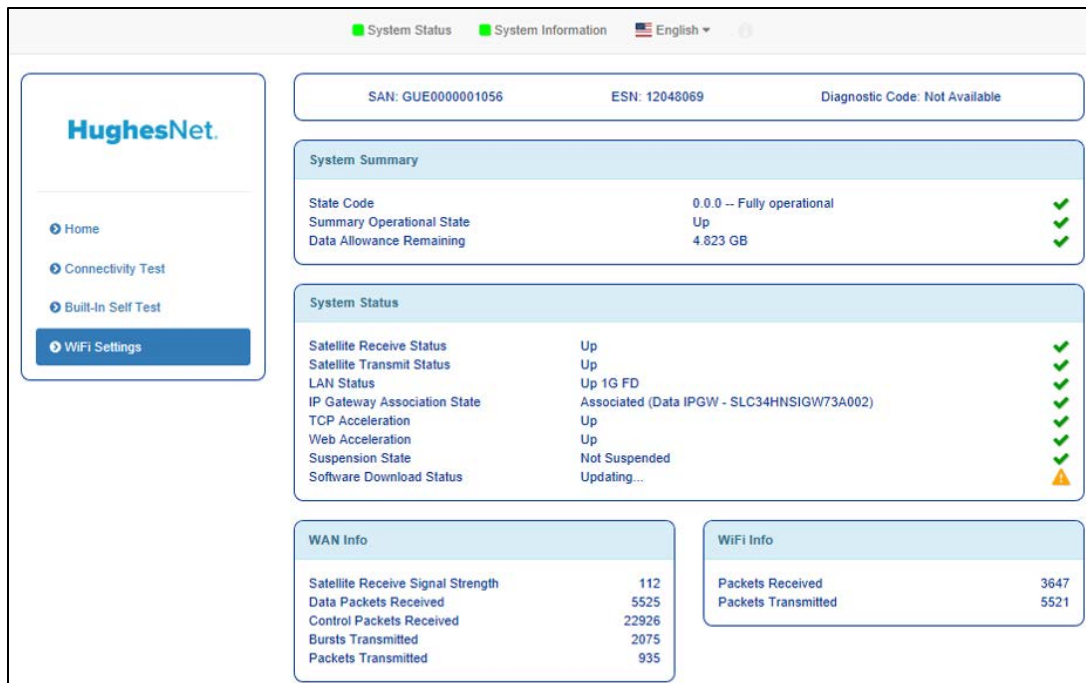 System Status System Information English
HughesNet.
Home
Connectivity Test
Built-In Self Test
WiFi Settings
SAN: GUE0000001056 ESN: 12048069 Diagnostic Code: Not Available
System Summary
State Code 0.0.0 -- Fully operational
Summary Operational State Up
Data Allowance Remaining 4.823 GB
System Status
Satellite Receive Status Up
Satellite Transmit Status Up
LAN Status Up 1G FD
IP Gateway Association State Associated (Data IPGW - SLC34HNSIGW73A002)
TCP Acceleration Up
Web Acceleration Up
Suspension State Not Suspended
Software Download Status Updating...
WAN Info
Satellite Receive Signal Strength 112
Data Packets Received 5525
Control Packets Received 22926
Bursts Transmitted 2075
Packets Transmitted 935
WiFi Info
Packets Received 3647
Packets Transmitted 5521